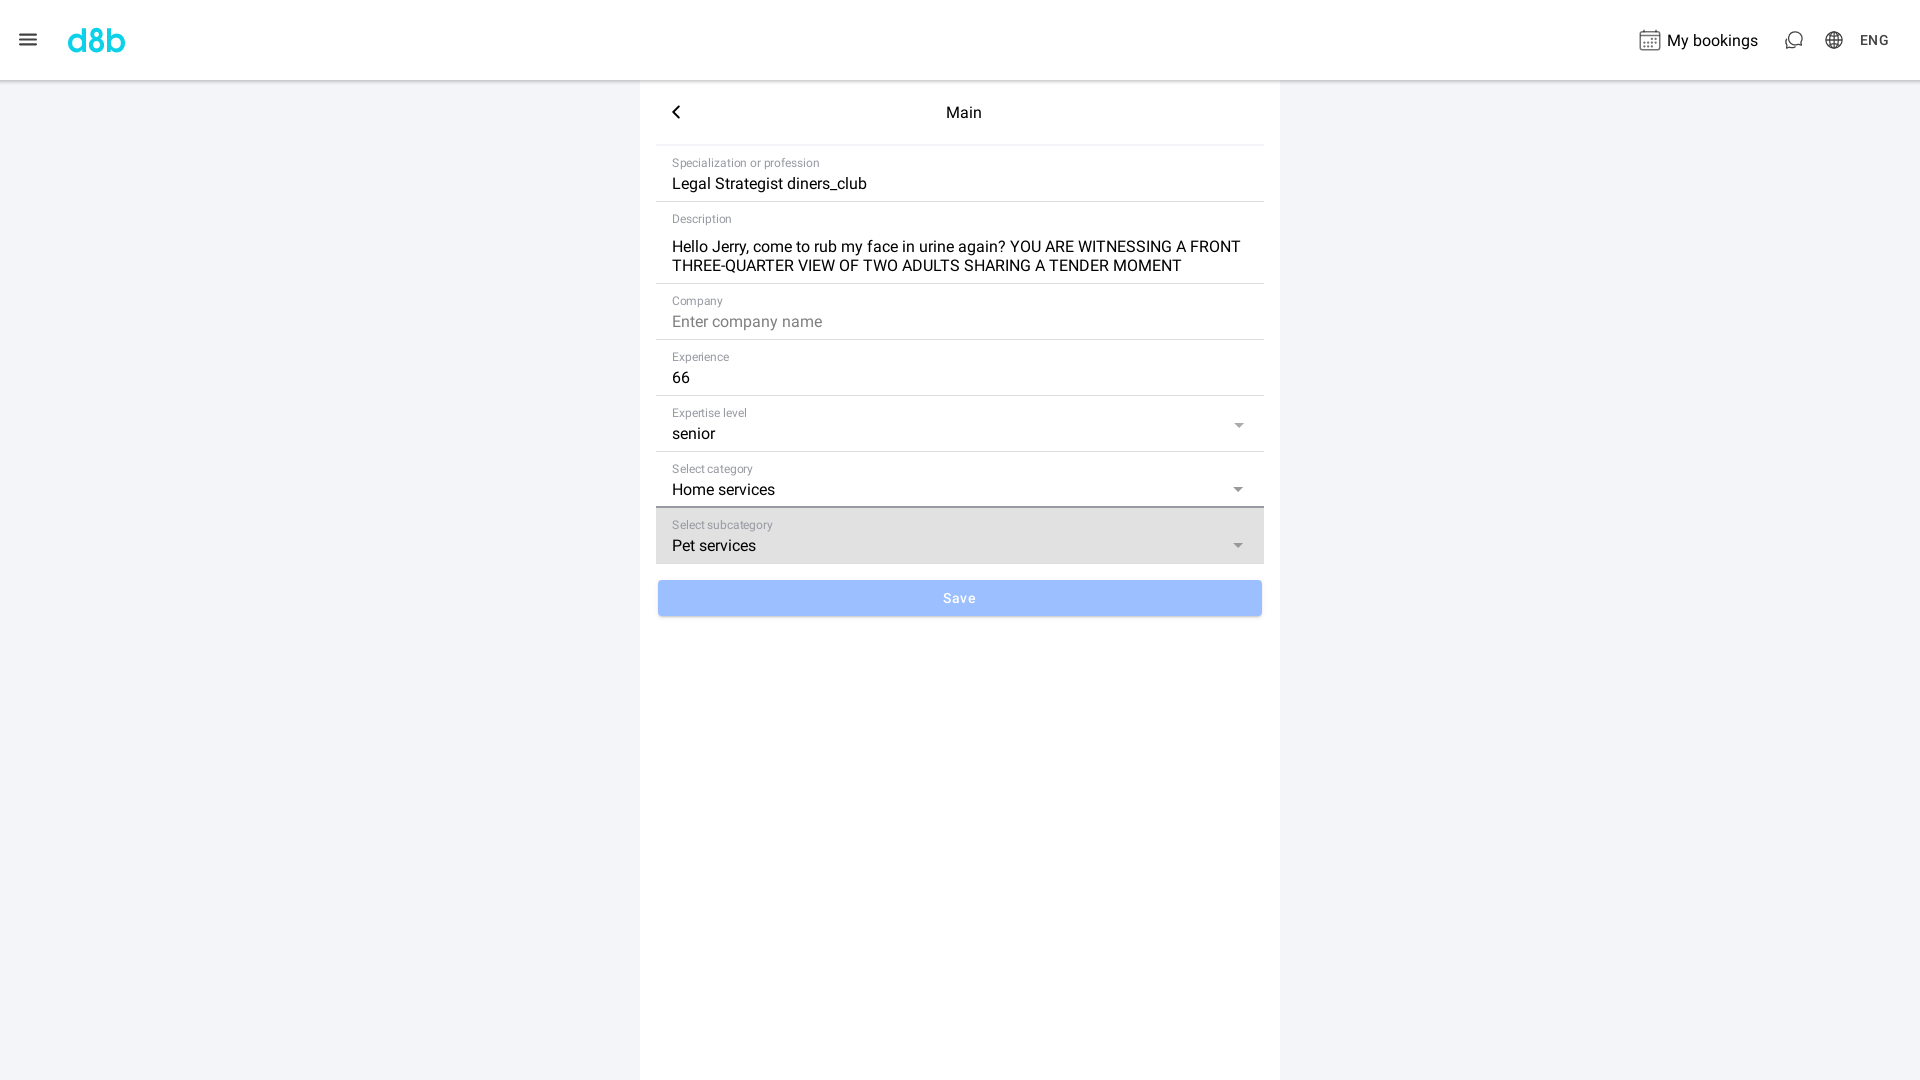 d8b
My bookings
ENG
Main
Specialization or profession
Legal Strategist diners_club
Description
Hello Jerry, come to rub my face in urine again? YOU ARE WITNESSING A FRONT
THREE-QUARTER VIEW OF TWO ADULTS SHARING A TENDER MOMENT
Company
Enter company name
Experience
66
Expertise level
senior
Select category
Home services
Select subcategory
Pet services
Save